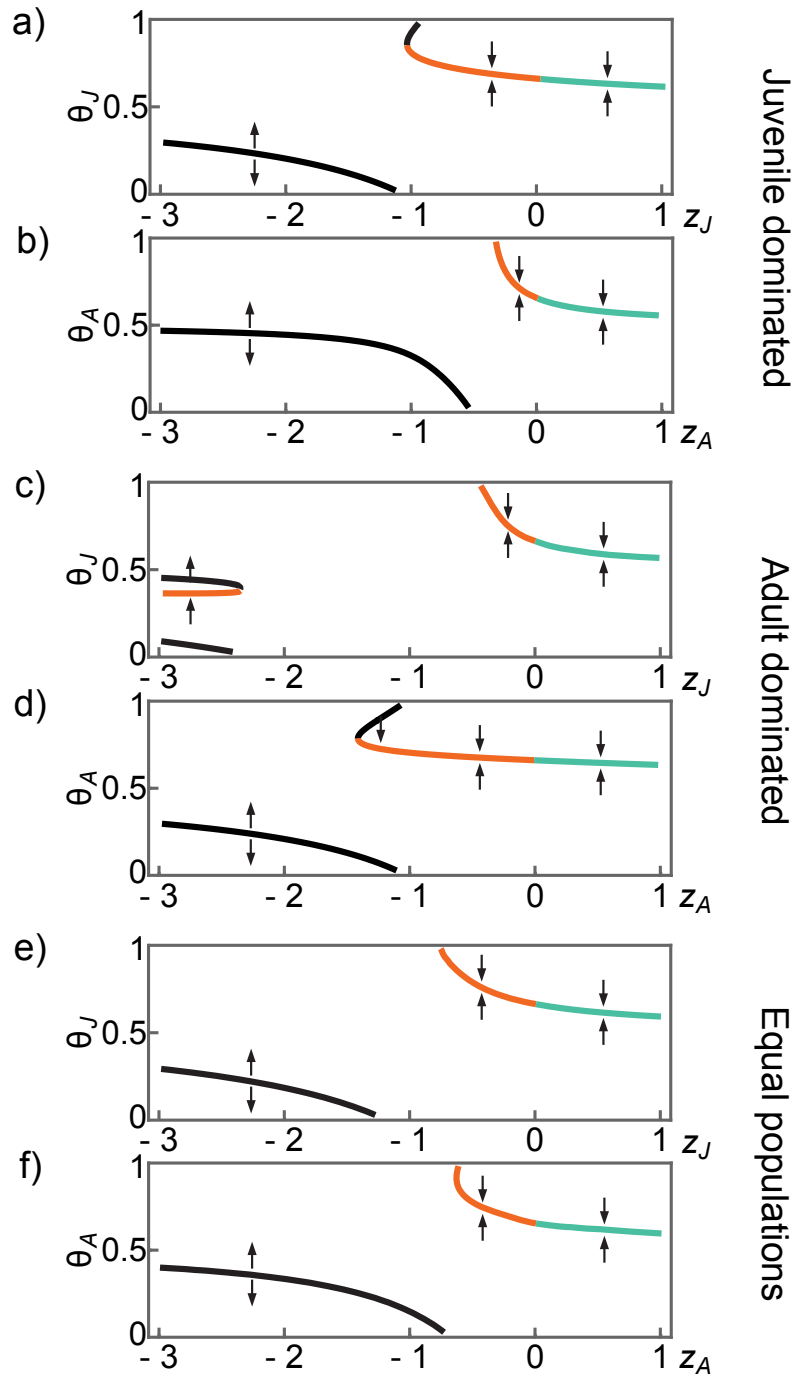 a)
1
0.5
0
θJ
- 3
- 2
- 1
0
1
zJ
b)
1
0.5
0
θA
- 3
- 2
- 1
0
1
zA
Juvenile dominated
c)
1
0.5
0
θJ
- 3
- 2
- 1
0
1
zJ
d)
1
0.5
0
θA
- 3
- 2
- 1
0
1
zA
Adult dominated
e)
1
0.5
0
θJ
- 3
- 2
- 1
0
1
zJ
f)
1
0.5
0
θA
- 3
- 2
- 1
0
1
zA
Equal populations